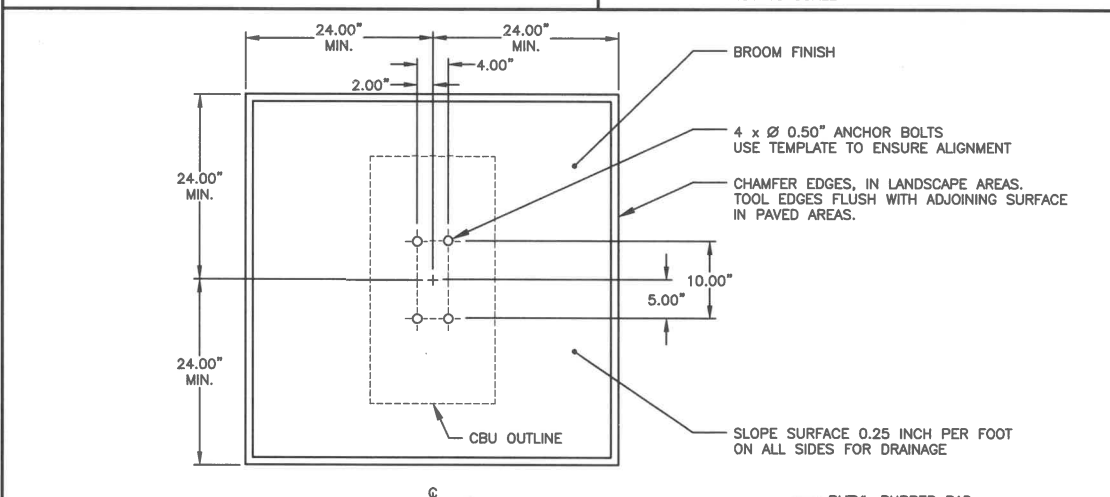 24.00"
MIN.
24.00"
MIN.
4.00"
2.00"
BROOM FINISH
4 x Ø 0.50" ANCHOR BOLTS
USE TEMPLATE TO ENSURE ALIGNMENT
24.00"
MIN.
CHAMFER EDGES, IN LANDSCAPE AREAS.
TOOL EDGES FLUSH WITH ADJOINING SURFACE
IN PAVED AREAS.
10.00"
5.00"
24.00"
MIN.
CBU OUTLINE
SLOPE SURFACE 0.25 INCH PER FOOT
ON ALL SIDES FOR DRAINAGE
℄